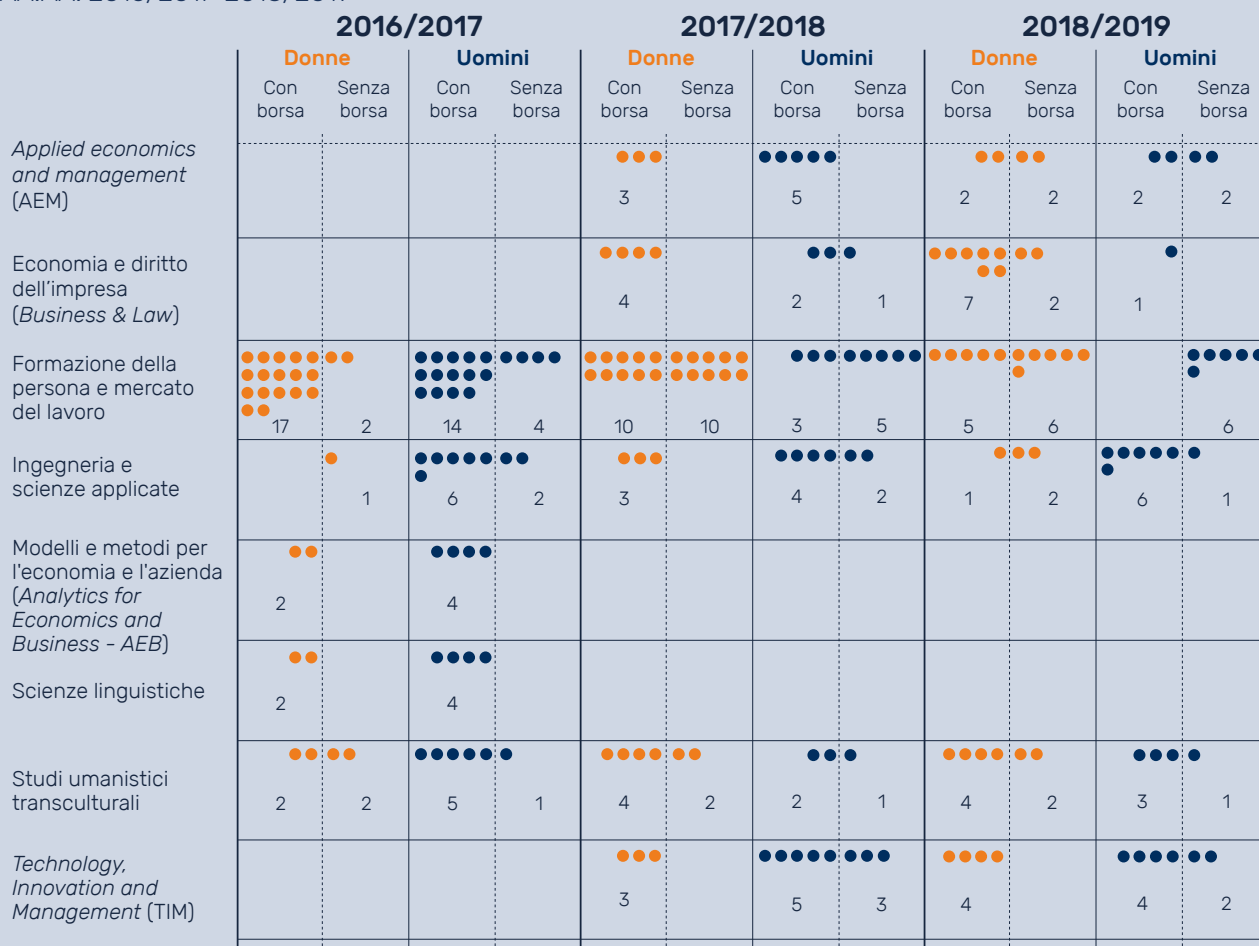 2016/2017 2017/2018 2018/2019
Donne Uomini Donne Uomini Donne Uomini
Con borsa Senza borsa Con borsa Senza borsa Con borsa Senza borsa Con borsa Senza borsa Con borsa Senza borsa Con borsa Senza borsa
Applied economics
and management
(AEM)
3 5 2 2 2 2
Economia e diritto
dell'impresa
(Business & Law)
4 2 1 7 2 1
Formazione della
persona e mercato
del lavoro
17 2 14 4 10 10 3 5 5 6 6
Ingegneria e
scienze applicate
1 6 2 3 4 2 1 2 6 1
Modelli e metodi per
l'economia e l'azienda
(Analytics for
Economics and
Business - AEB)
2 4
Scienze linguistiche
2 4
Studi umanistici
transculturali
2 2 5 1 4 2 2 1 4 2 3 1
Technology,
Innovation and
Management (TIM)
3 5 3 4 4 2